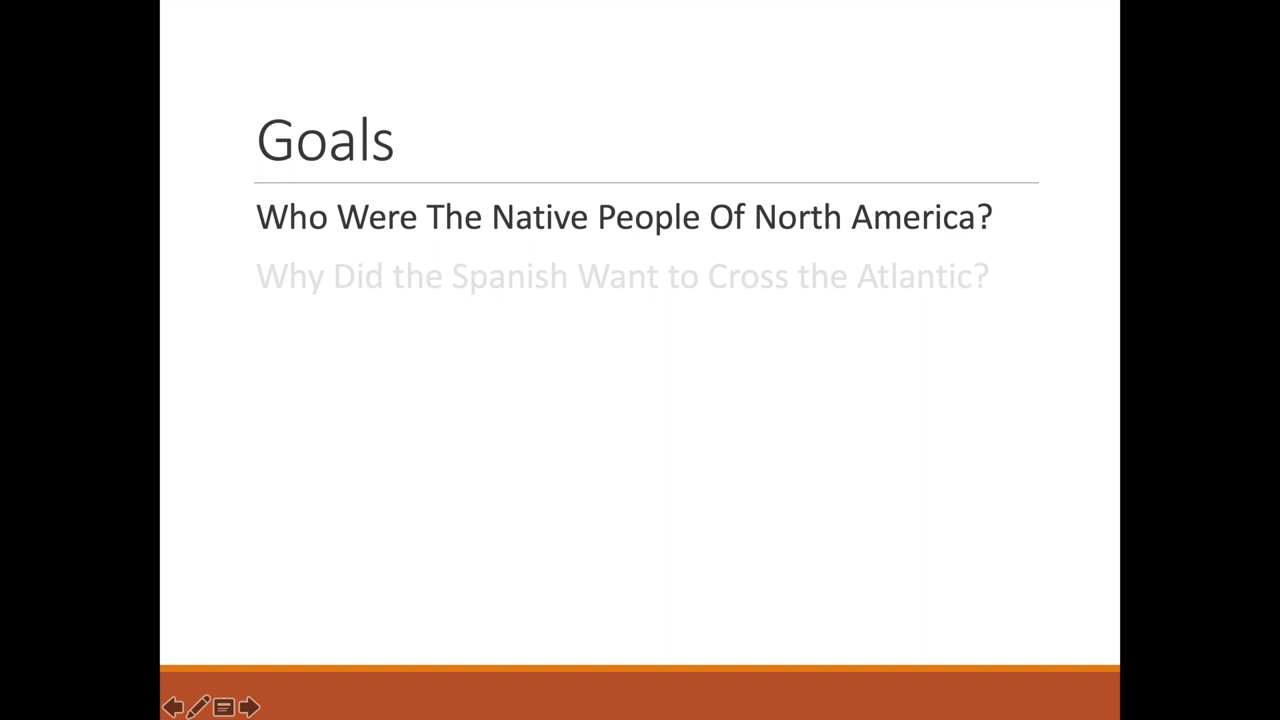 Goals
Who Were The Native People Of North America?
Why Did the Spanish Want to Cross the Atlantic?